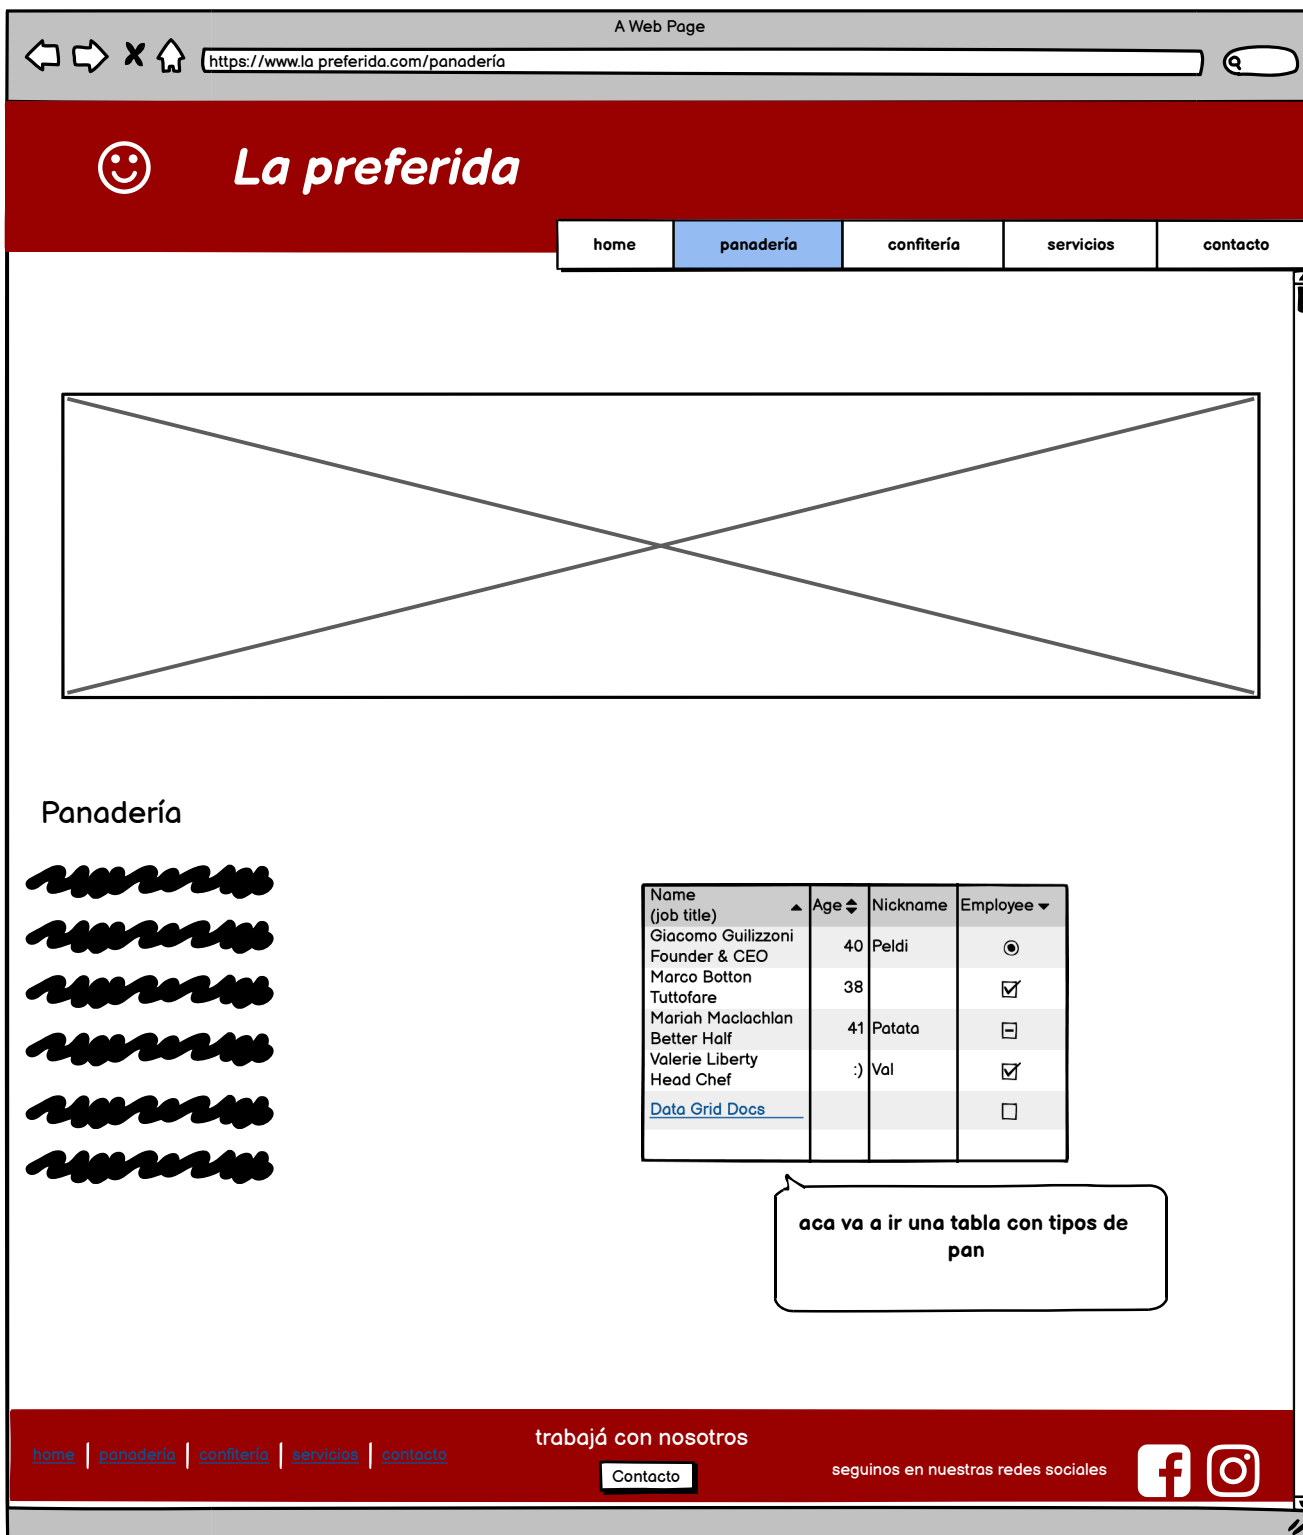 A Web Page
https://www.la preferida.com/panadería
La preferida
home panadería confitería servicios contacto
Panadería
Name (job title) Age Nickname Employee
Giacomo Guilizzoni Founder & CEO 40 Peldi
Marco Botton Tuttofare 38
Mariah Maclachlan Better Half 41 Patata
Valerie Liberty Head Chef :) Val
Data Grid Docs
aca va a ir una tabla con tipos de
pan
home panadería confitería servicios contacto
trabajá con nosotros
Contacto
seguinos en nuestras redes sociales